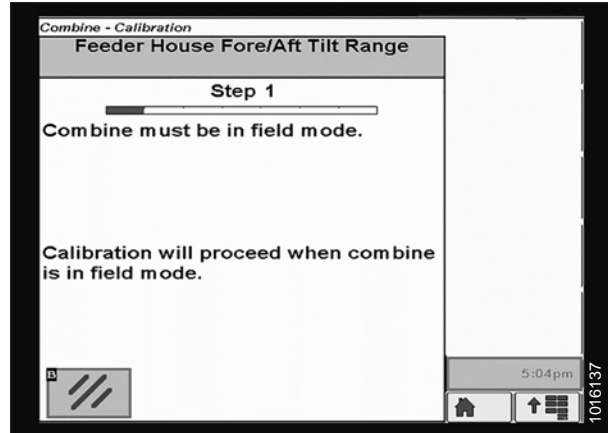 Combine - Calibration
Feeder House Fore/Aft Tilt Range
Step 1
Combine must be in field mode.
Calibration will proceed when combine
is in field mode.
B
5:04pm
1016137